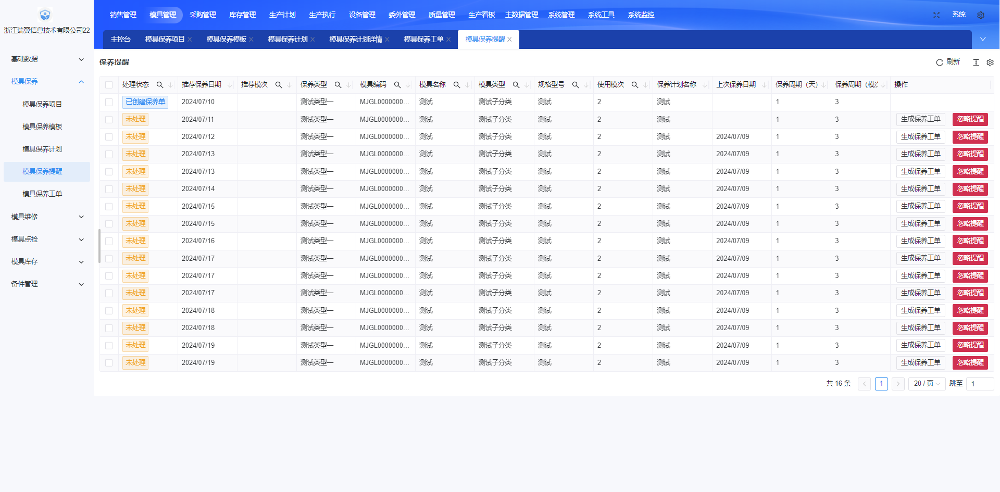 浙江瑞翼信息技术有限公司22
基础数据
模具保养
模具保养项目
模具保养模板
模具保养计划
模具保养提醒
模具保养工单
模具维修
模具点检
模具库存
备件管理
销售管理 模具管理 采购管理 库存管理 生产计划 生产执行 设备管理 委外管理 质量管理 生产看板 主数据管理 系统管理 系统工具 系统监控 系统
主控台 模具保养项目 模具保养模板 模具保养计划 模具保养计划详情 模具保养工单 模具保养提醒
保养提醒 刷新
处理状态 推荐保养日期 推荐模次 保养类型 模具编码 模具名称 模具类型 规格型号 使用模次 保养计划名称 上次保养日期 保养周期（天） 保养周期（模次 操作
已创建保养单 2024/07/10 测试类型一 MJGL0000000... 测试 测试子分类 测试 2 测试 1 3
未处理 2024/07/11 测试类型一 MJGL0000000... 测试 测试子分类 测试 2 测试 1 3 生成保养工单 忽略提醒
未处理 2024/07/12 测试类型一 MJGL0000000... 测试 测试子分类 测试 2 测试 2024/07/09 1 3 生成保养工单 忽略提醒
未处理 2024/07/13 测试类型一 MJGL0000000... 测试 测试子分类 测试 2 测试 2024/07/09 1 3 生成保养工单 忽略提醒
未处理 2024/07/13 测试类型一 MJGL0000000... 测试 测试子分类 测试 2 测试 2024/07/09 1 3 生成保养工单 忽略提醒
未处理 2024/07/14 测试类型一 MJGL0000000... 测试 测试子分类 测试 2 测试 2024/07/09 1 3 生成保养工单 忽略提醒
未处理 2024/07/15 测试类型一 MJGL0000000... 测试 测试子分类 测试 2 测试 2024/07/09 1 3 生成保养工单 忽略提醒
未处理 2024/07/15 测试类型一 MJGL0000000... 测试 测试子分类 测试 2 测试 2024/07/09 1 3 生成保养工单 忽略提醒
未处理 2024/07/16 测试类型一 MJGL0000000... 测试 测试子分类 测试 2 测试 2024/07/09 1 3 生成保养工单 忽略提醒
未处理 2024/07/17 测试类型一 MJGL0000000... 测试 测试子分类 测试 2 测试 2024/07/09 1 3 生成保养工单 忽略提醒
未处理 2024/07/17 测试类型一 MJGL0000000... 测试 测试子分类 测试 2 测试 2024/07/09 1 3 生成保养工单 忽略提醒
未处理 2024/07/17 测试类型一 MJGL0000000... 测试 测试子分类 测试 2 测试 2024/07/09 1 3 生成保养工单 忽略提醒
未处理 2024/07/18 测试类型一 MJGL0000000... 测试 测试子分类 测试 2 测试 2024/07/09 1 3 生成保养工单 忽略提醒
未处理 2024/07/18 测试类型一 MJGL0000000... 测试 测试子分类 测试 2 测试 2024/07/09 1 3 生成保养工单 忽略提醒
未处理 2024/07/19 测试类型一 MJGL0000000... 测试 测试子分类 测试 2 测试 2024/07/09 1 3 生成保养工单 忽略提醒
未处理 2024/07/19 测试类型一 MJGL0000000... 测试 测试子分类 测试 2 测试 2024/07/09 1 3 生成保养工单 忽略提醒
共 16 条 1 20 / 页 跳至 1